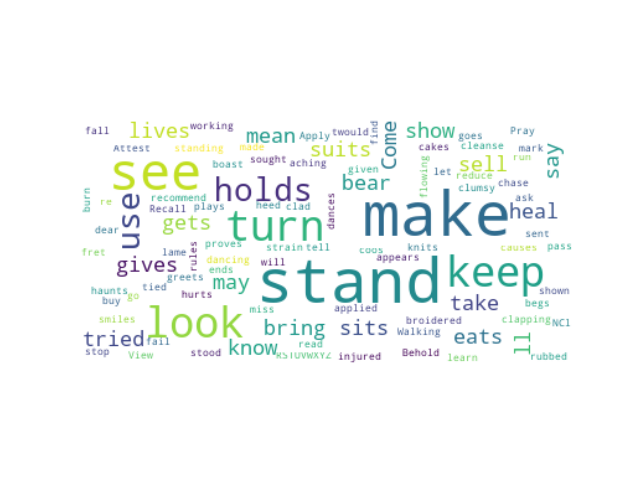 fall lives working mean Apply twould find Come show goes Pray
Attest standing made suits cleanse mark say
see boast sought aching cakes sell run
burn re recommend holds given bear flowing let reduce chase
use Recall plays heed clad dances clumsy ask
dear gets turn make heal sent
fret lame rules proves strain tell coos knits causes pass
gives dancing will appears
haunts tied greets ends may stand keep shown
buy go hurts miss applied take begs
smiles look bring sits broidered clapping NCl
tried fall know read Walking eats ll
stop View stood RSTUVWXYZ injured Behold learn rubbed